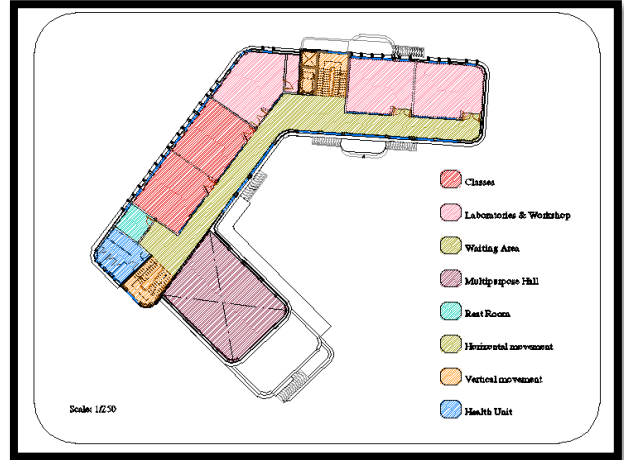 Classes
Laboratories & Workshop
Waiting Area
Multipurpose Hall
Rest Room
Horizontal movement
Vertical movement
Health Unit
Scale: 1/250